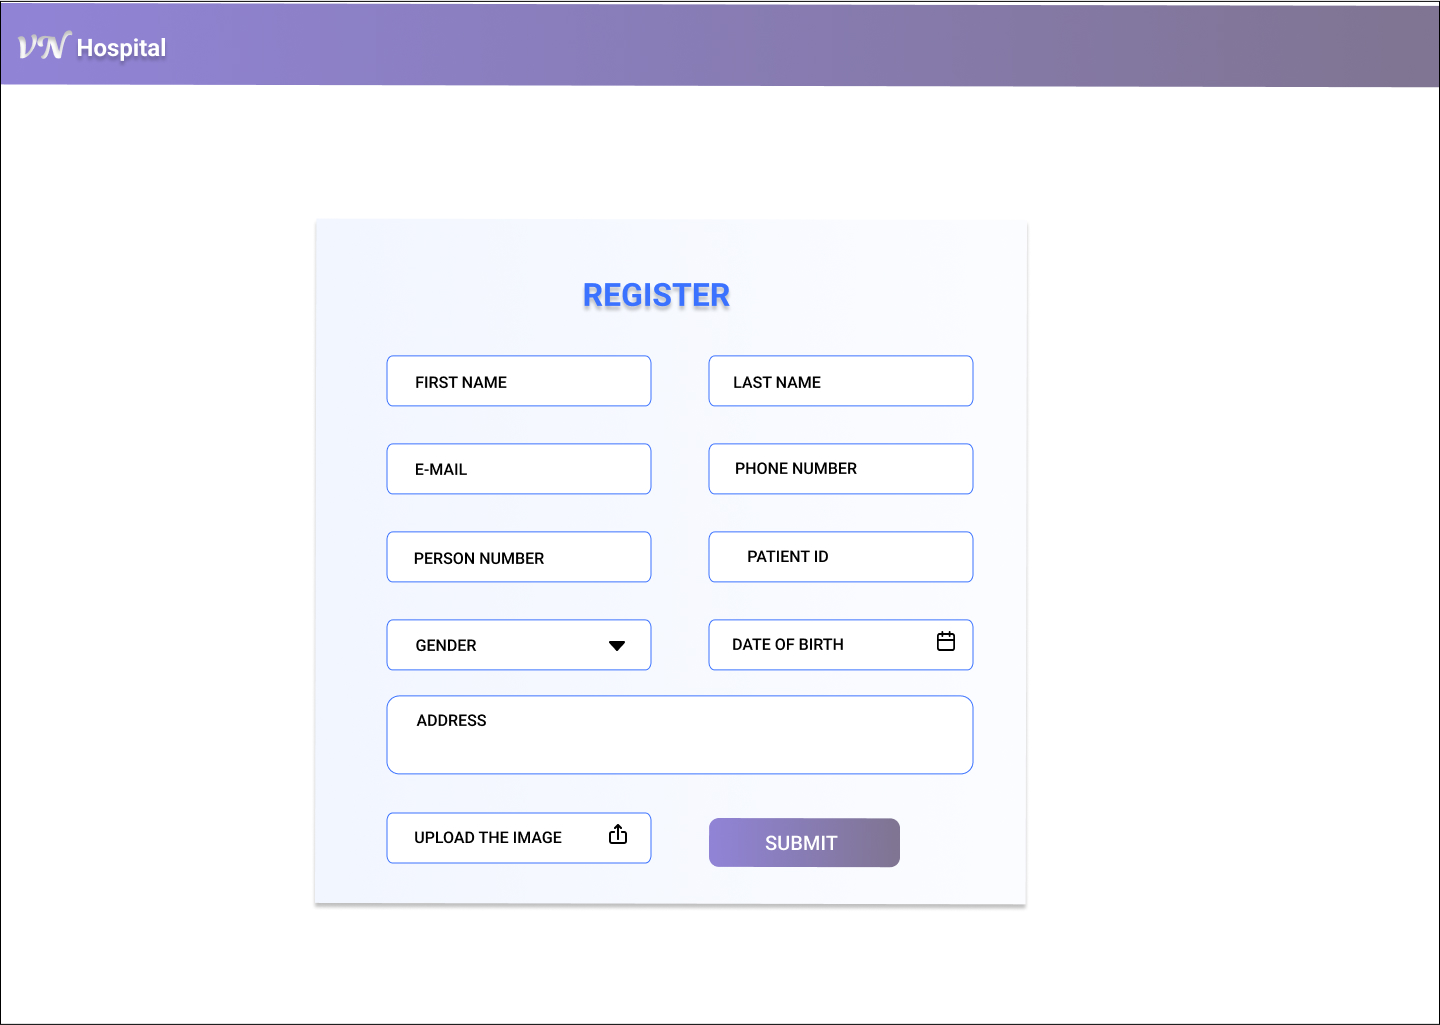 VN Hospital
REGISTER
FIRST NAME
LAST NAME
E-MAIL
PHONE NUMBER
PERSON NUMBER
PATIENT ID
GENDER
DATE OF BIRTH
ADDRESS
UPLOAD THE IMAGE
SUBMIT